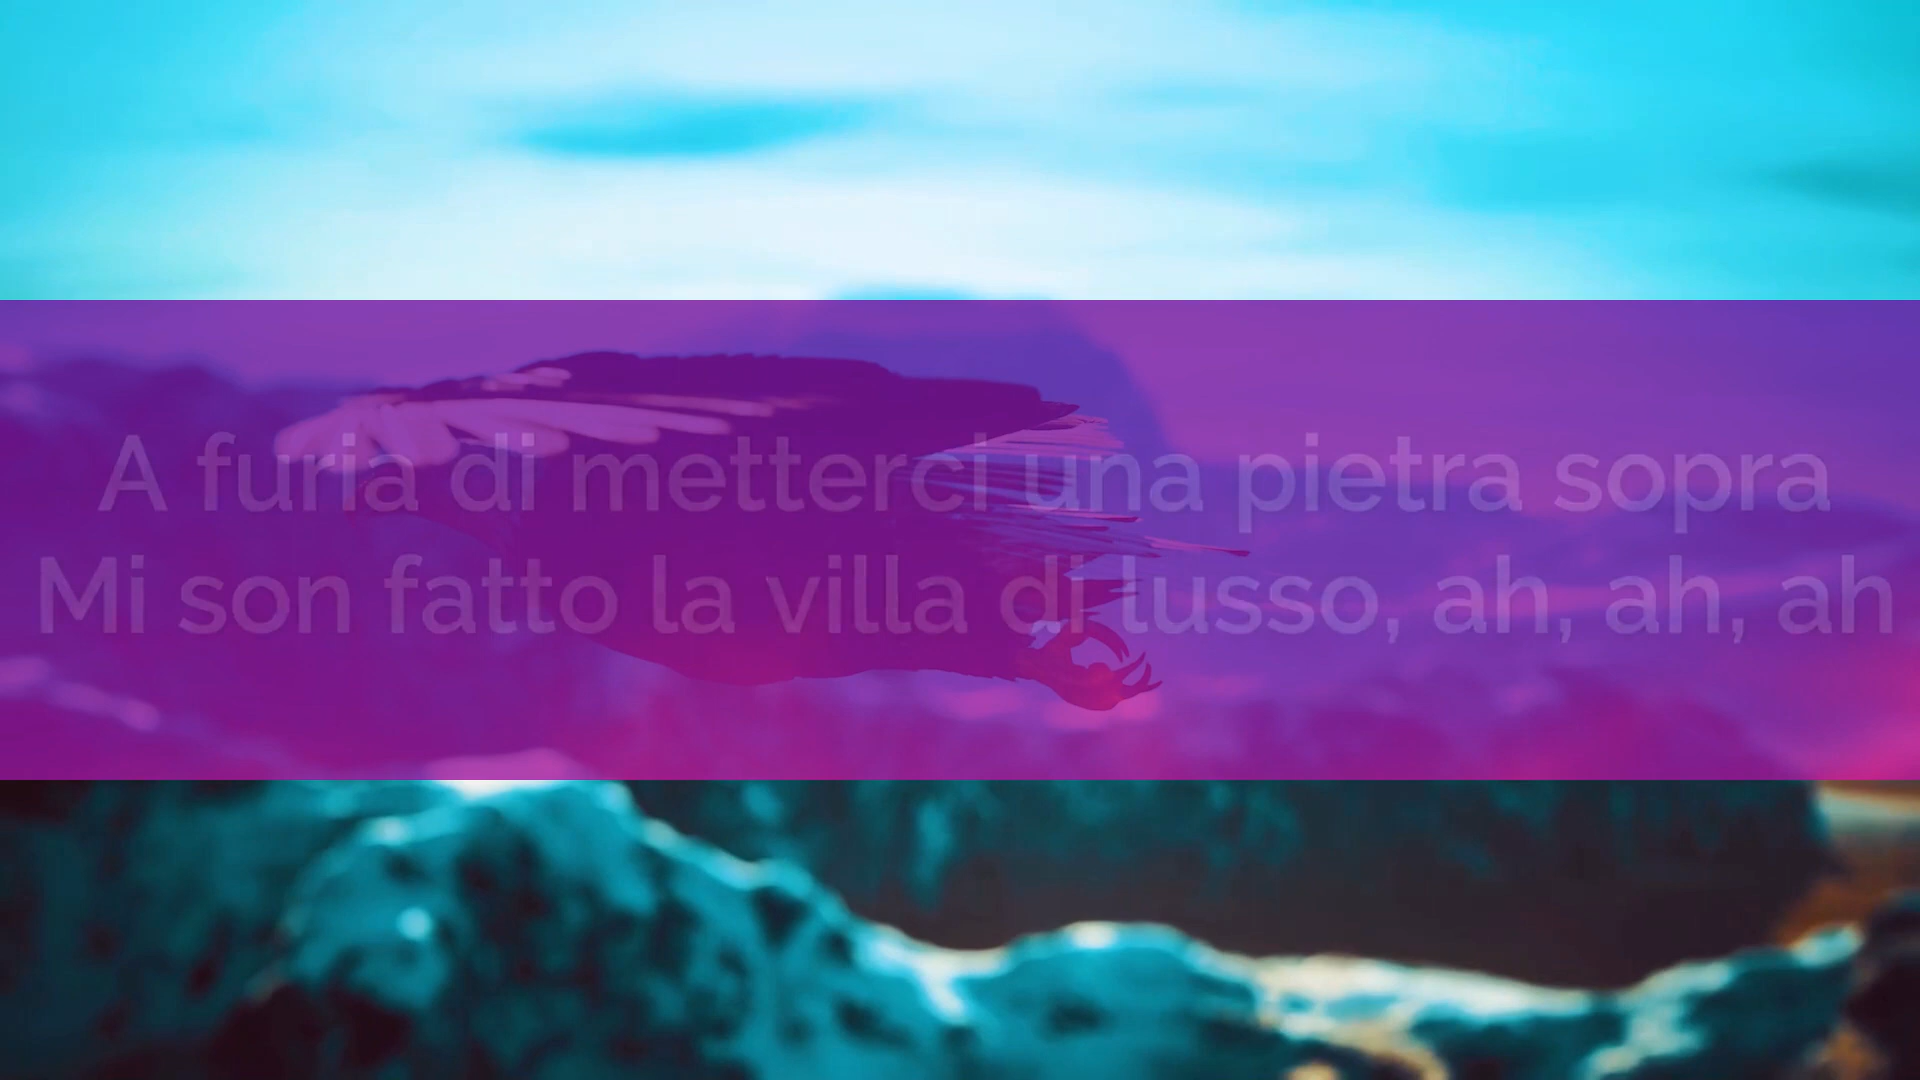 A furia di metterci una pietra sopra
Mi son fatto la villa di lusso, ah, ah, ah